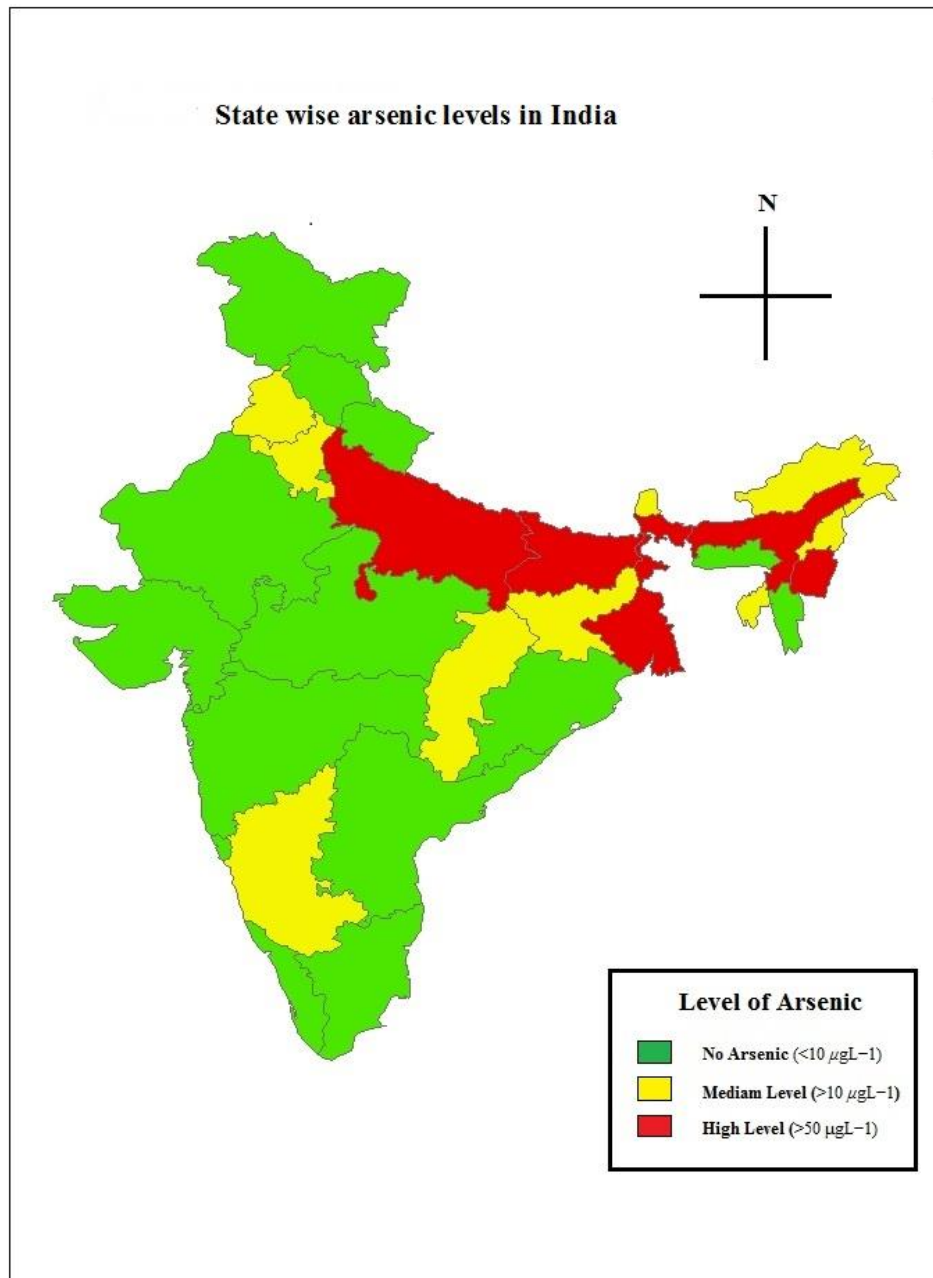 State wise arsenic levels in India
N
Level of Arsenic
No Arsenic (<10 µgL−1)
Mediam Level (>10 µgL−1)
High Level (>50 µgL−1)